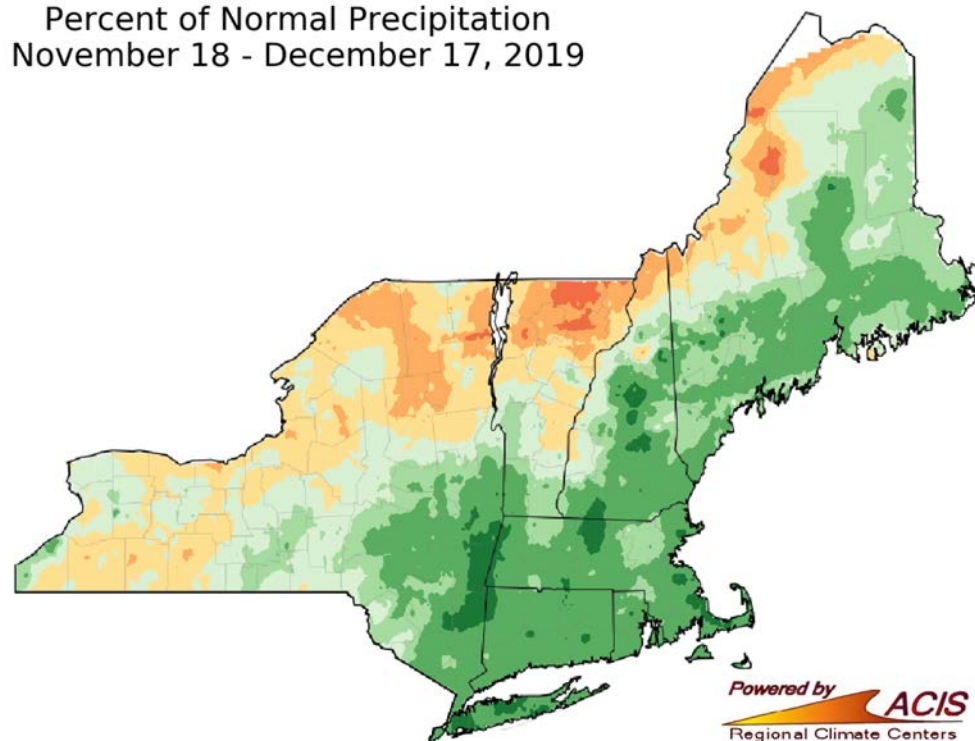 Percent of Normal Precipitation
November 18 - December 17, 2019
Powered by
ACIS
Regional Climate Centers